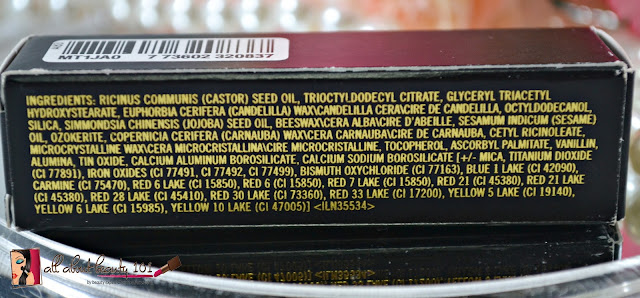 MT1JA0
7 73602 320837
INGREDIENTS: RICINUS COMMUNIS (CASTOR) SEED OIL, TRIOCTYLDODECYL CITRATE, GLYCERYL TRIACETYL
HYDROXYSTEARATE, EUPHORBIA CERIFERA (CANDELILLA) WAX\CANDELILLA CERA\CIRE DE CANDELILLA, OCTYLDODECANOL,
SILICA, SIMMONDSIA CHINENSIS (JOJOBA) SEED OIL, BEESWAX\CERA ALBA\CIRE D'ABEILLE, SESAMUM INDICUM (SESAME)
OIL, OZOKERITE, COPERNICIA CERIFERA (CARNAUBA) WAX\CERA CARNAUBA\CIRE DE CARNAUBA, CETYL RICINOLEATE,
MICROCRYSTALLINE WAX\CERA MICROCRISTALLINA\CIRE MICROCRISTALLINE, TOCOPHEROL, ASCORBYL PALMITATE, VANILLIN,
ALUMINA, TIN OXIDE, CALCIUM ALUMINUM BOROSILICATE, CALCIUM SODIUM BOROSILICATE [+/- MICA, TITANIUM DIOXIDE
(CI 77891), IRON OXIDES (CI 77491, CI 77492, CI 77499), BISMUTH OXYCHLORIDE (CI 77163), BLUE 1 LAKE (CI 42090),
CARMINE (CI 75470), RED 6 LAKE (CI 15850), RED 6 (CI 15850), RED 7 LAKE (CI 15850), RED 21 (CI 45380), RED 21 LAKE
(CI 45380), RED 28 LAKE (CI 45410), RED 30 LAKE (CI 73360), RED 33 LAKE (CI 17200), YELLOW 5 LAKE (CI 19140),
YELLOW 6 LAKE (CI 15985), YELLOW 10 LAKE (CI 47005)] <ILN35534>
all about beauty 101